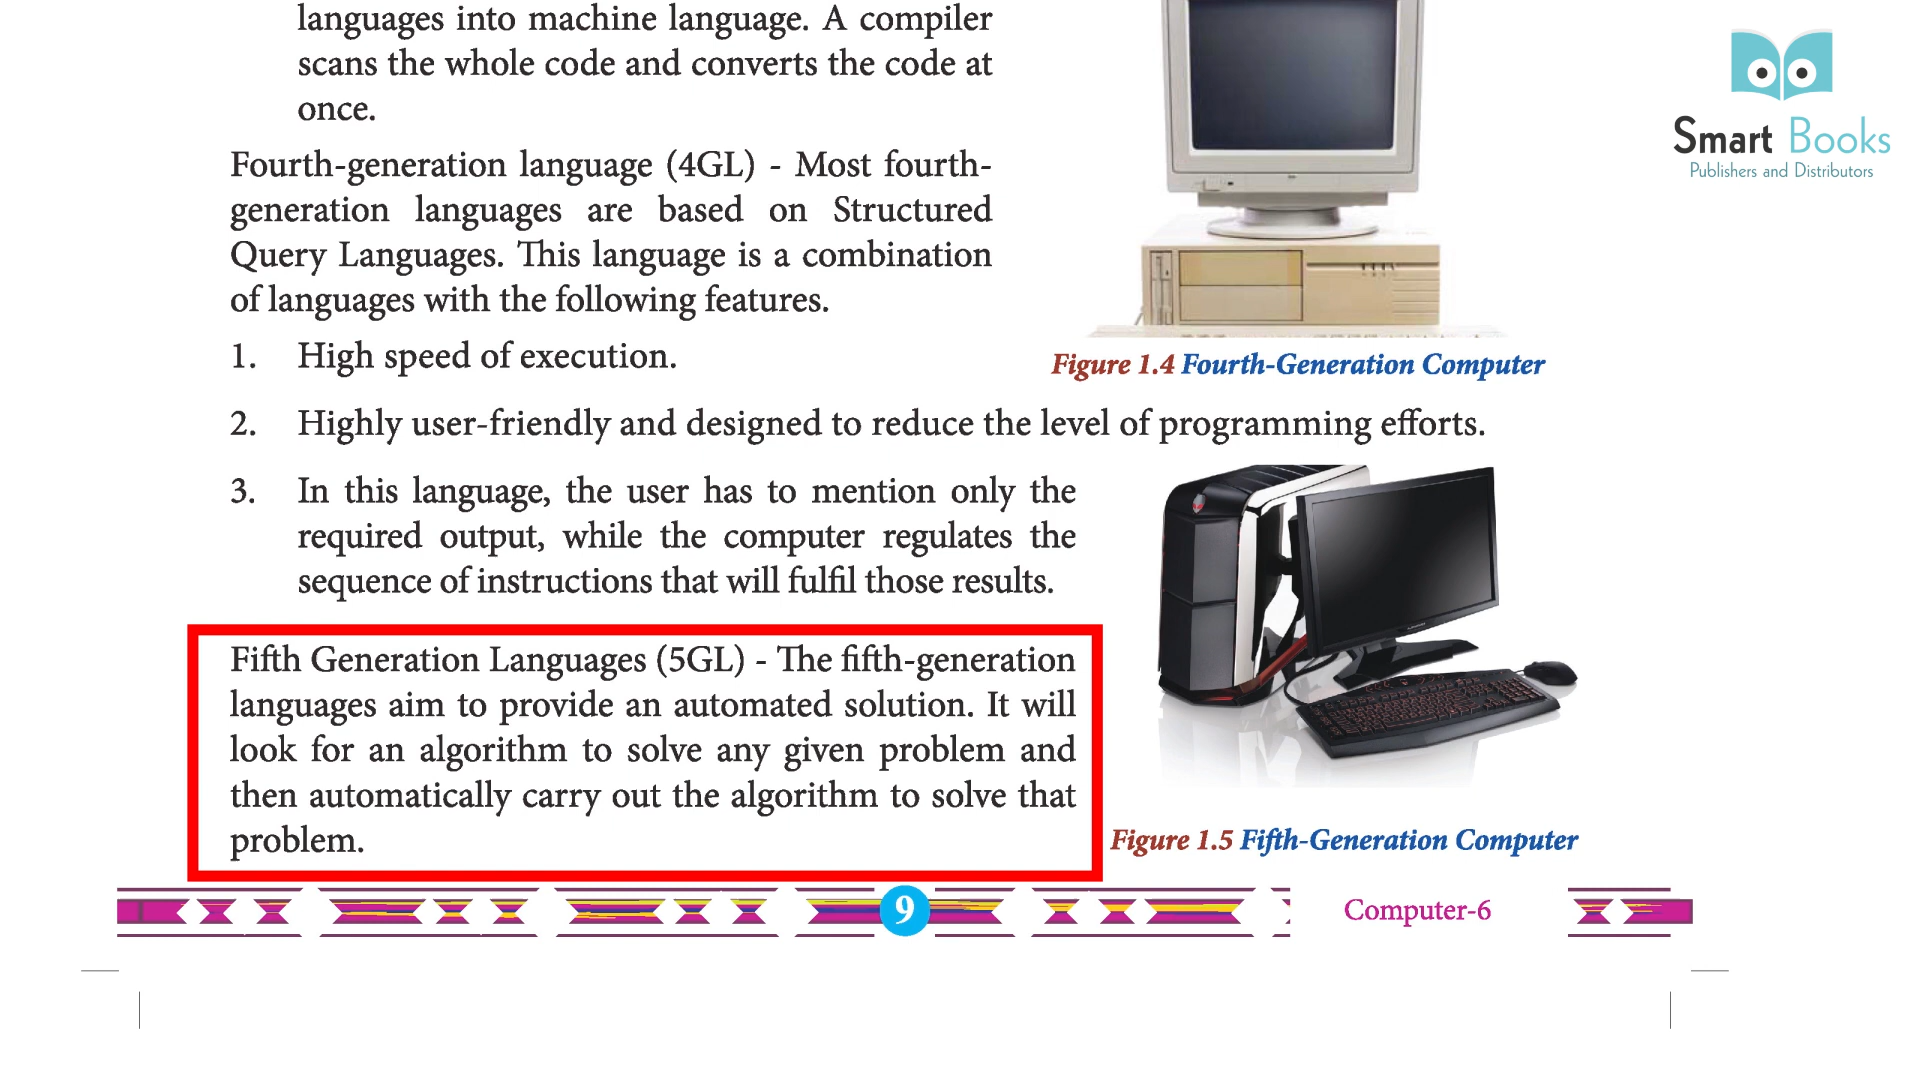 languages into machine language. A compiler
scans the whole code and converts the code at
once.
Fourth-generation language (4GL) - Most fourth-
generation languages are based on Structured
Query Languages. This language is a combination
of languages with the following features.
1. High speed of execution.
Figure 1.4 Fourth-Generation Computer
2. Highly user-friendly and designed to reduce the level of programming efforts.
3. In this language, the user has to mention only the
required output, while the computer regulates the
sequence of instructions that will fulfil those results.
Fifth Generation Languages (5GL) - The fifth-generation
languages aim to provide an automated solution. It will
look for an algorithm to solve any given problem and
then automatically carry out the algorithm to solve that
problem.
Figure 1.5 Fifth-Generation Computer
9
Computer-6
Smart Books
Publishers and Distributors